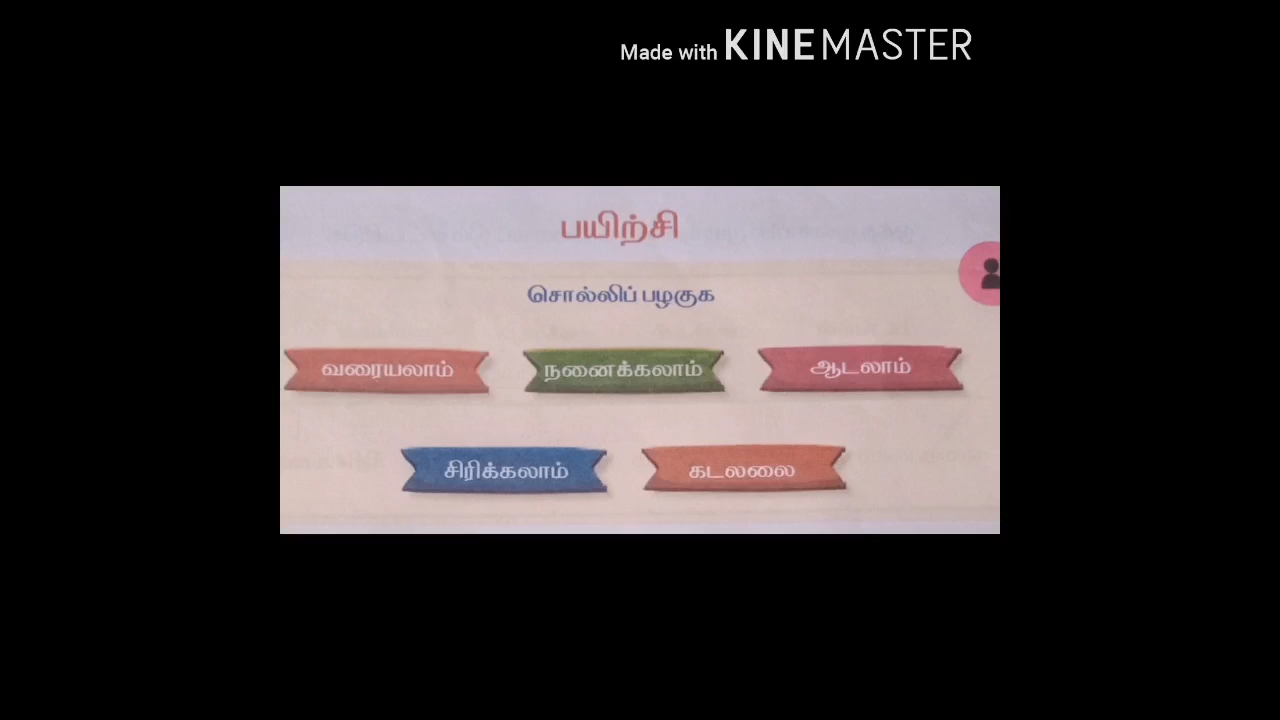 Made with KINEMASTER
பயிற்சி
சொல்லிப் பழகுக
வரையலாம் நனைக்கலாம் ஆடலாம்
சிரிக்கலாம் கடலலை